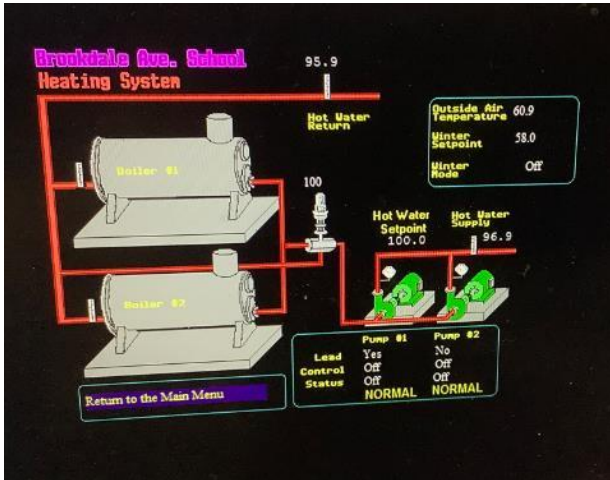 Brookdale Ave. School
Heating System
95.9
Hot Water
Return
Outside Air
Temperature 60.9
Winter
Setpoint 58.0
Winter
Mode Off
Boiler #1
100
Hot Water
Setpoint
100.0
Hot Water
Supply
96.9
Boiler #2
Pump #1 Pump #2
Lead Yes No
Control Off Off
Status Off Off
NORMAL NORMAL
Return to the Main Menu